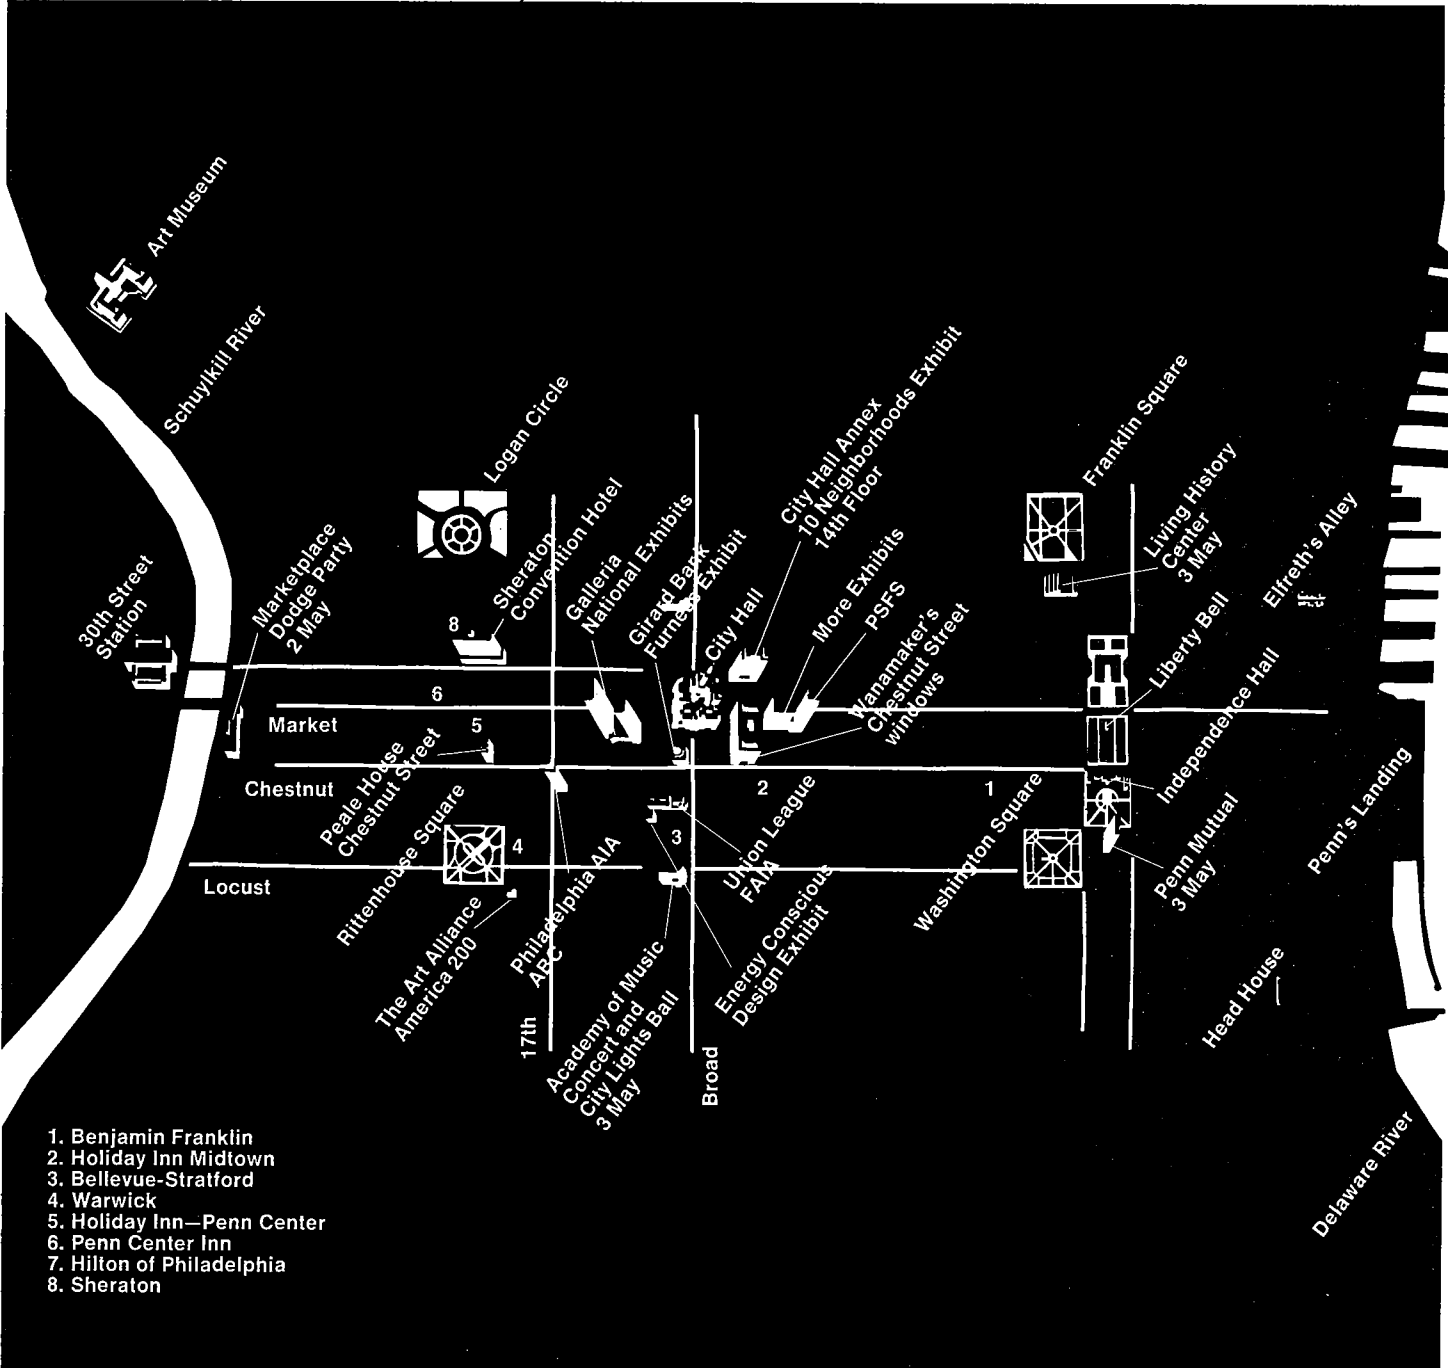 Art Museum
Schuylkill River
Logan Circle
Franklin Square
30th Street
Station
Marketplace
Dodge Party
2 May
8
Sheraton
Convention Hotel
Galleria
National Exhibits
Girard Bank
Furness Exhibit
City Hall
City Hall Annex
10 Neighborhoods Exhibit
14th Floor
More Exhibits
PSFS
Wanamaker's
Chestnut Street
windows
Living History
Center
3 May
Elfreth's Alley
Liberty Bell
Independence Hall
6
Market
5
Peale House
Chestnut Street
Chestnut
2
1
Rittenhouse Square
4
3
Locust
The Art Alliance
America 200
Philadelphia AIA
ABC
Union League
FAIA
Energy Conscious
Design Exhibit
Academy of Music
Concert and
City Lights Ball
3 May
Washington Square
Penn Mutual
3 May
Penn's Landing
Head House
17th
Broad
Delaware River
1. Benjamin Franklin
2. Holiday Inn Midtown
3. Bellevue-Stratford
4. Warwick
5. Holiday Inn—Penn Center
6. Penn Center Inn
7. Hilton of Philadelphia
8. Sheraton